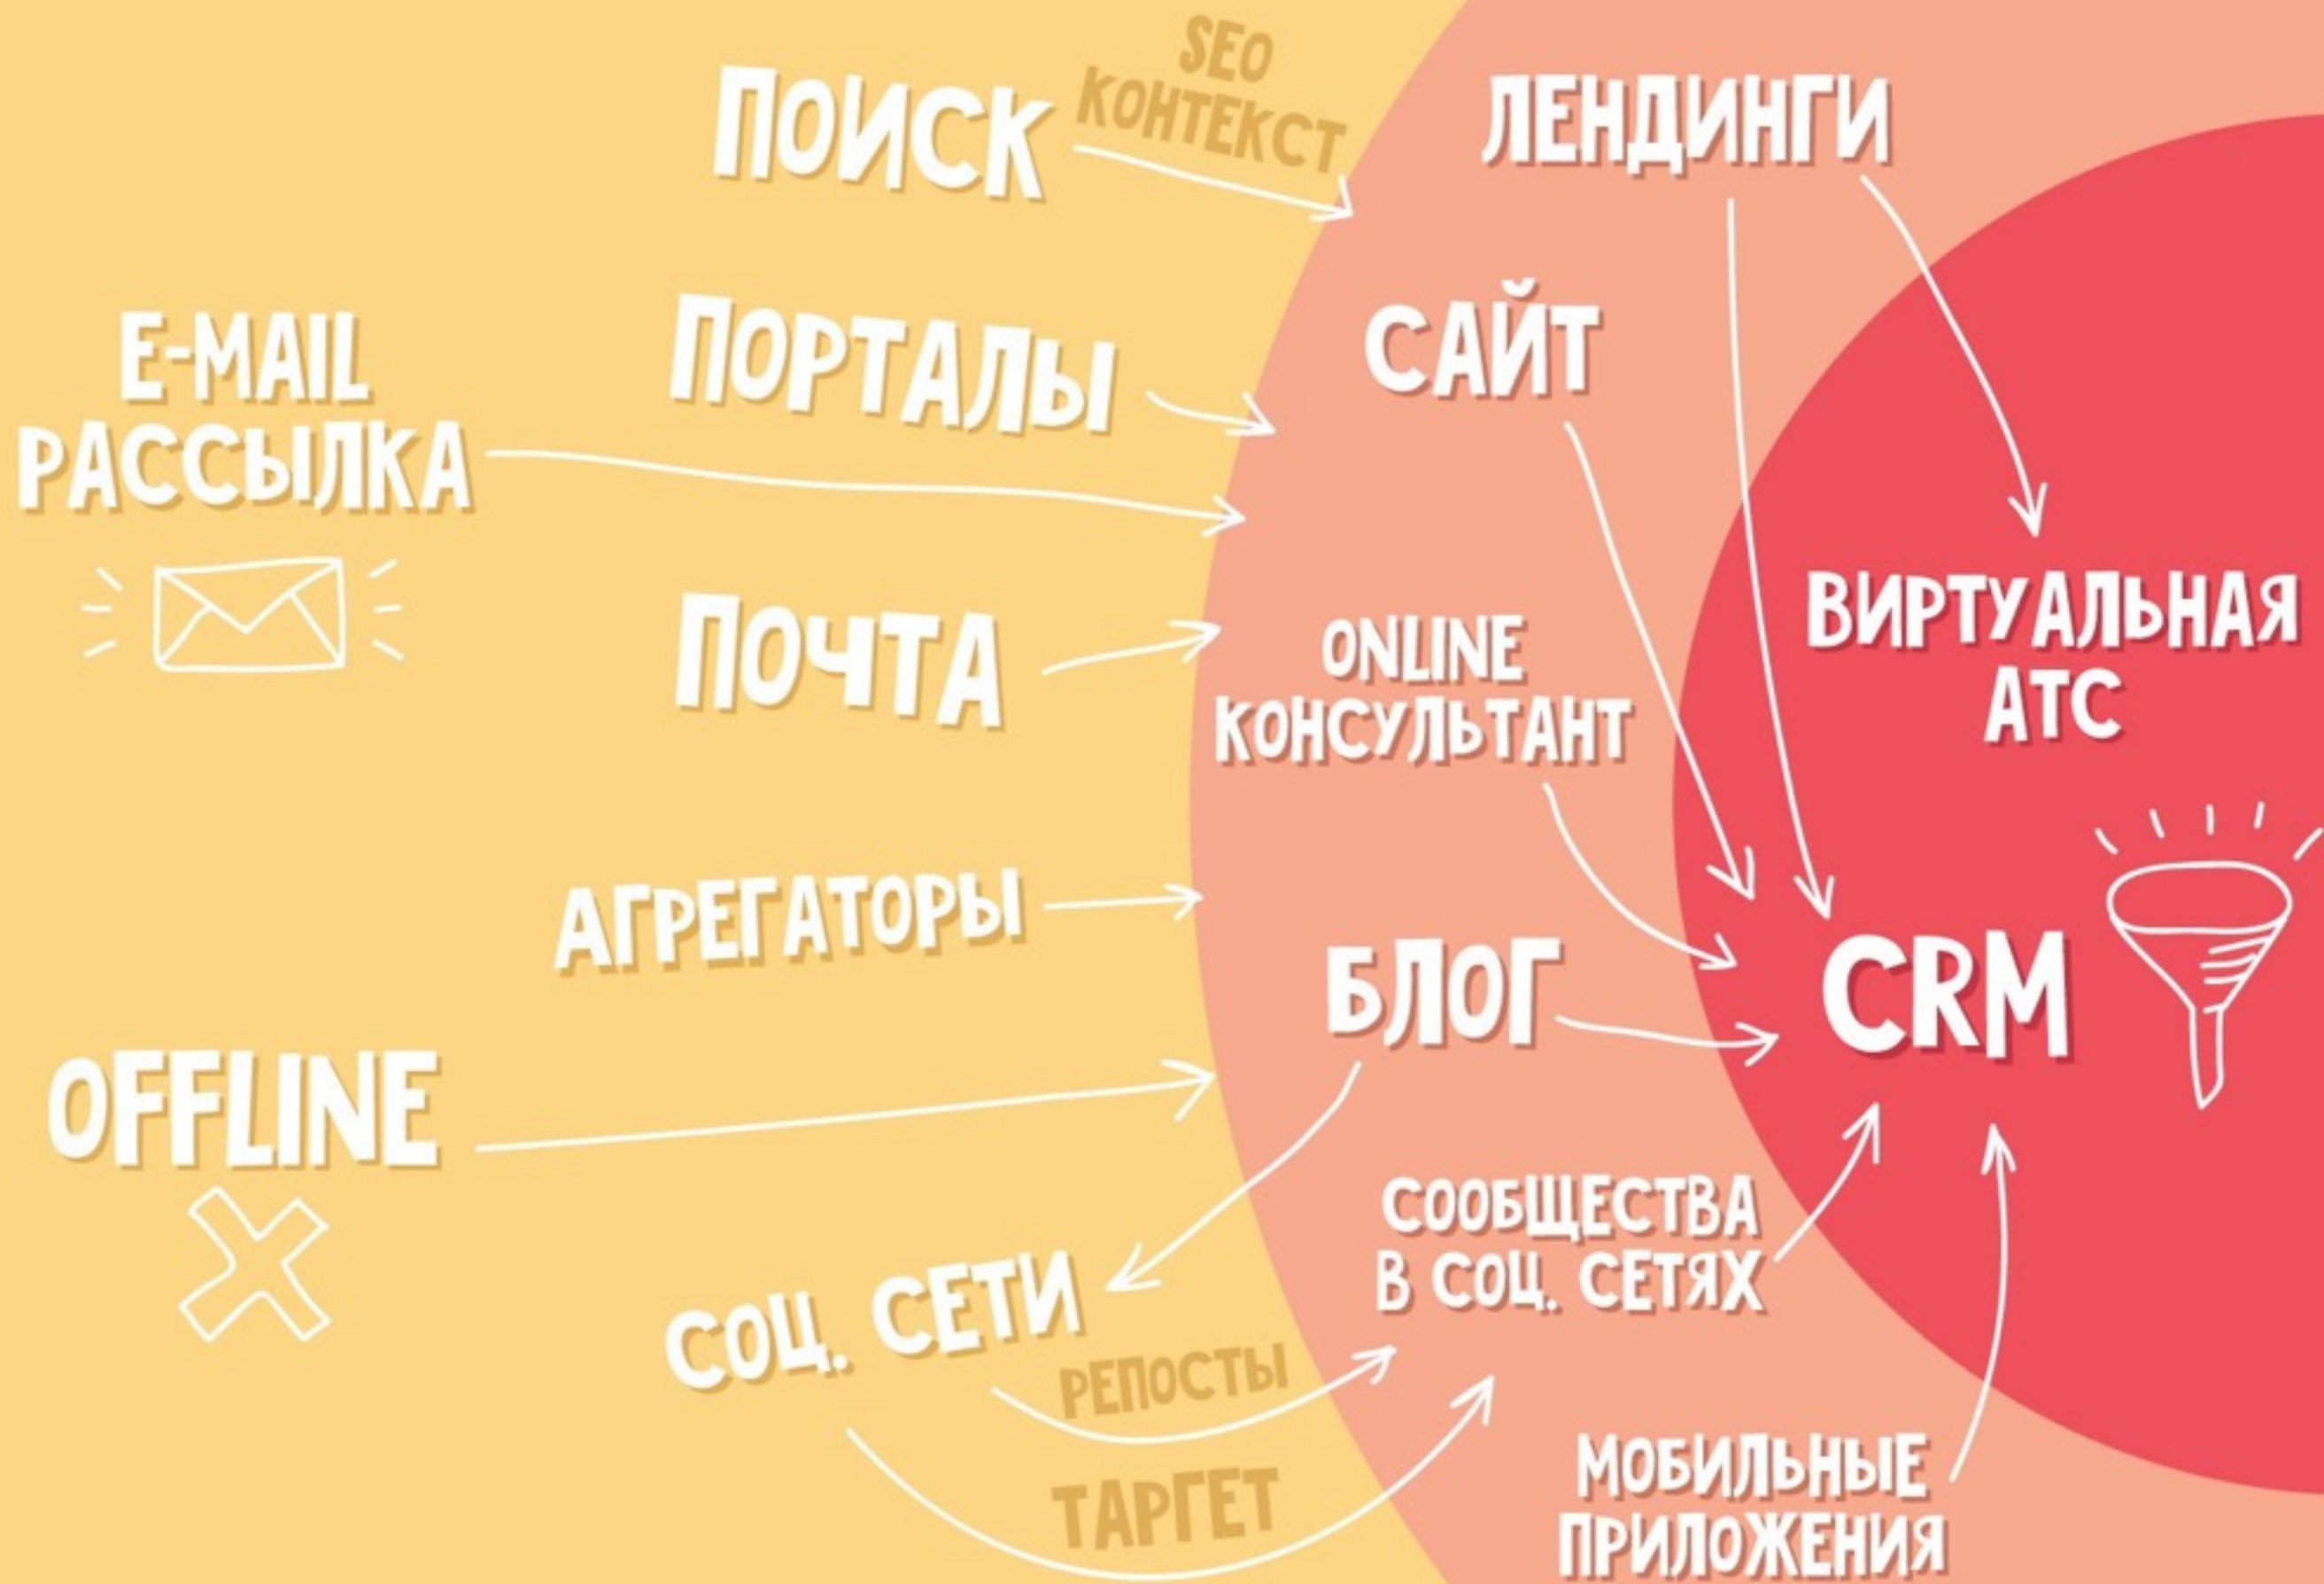 SEO
КОНТЕКСТ
ПОИСК
ЛЕНДИНГИ
E-MAIL
РАССЫЛКА
ПОРТАЛЫ
САЙТ
ПОЧТА
ONLINE
КОНСУЛЬТАНТ
ВИРТУАЛЬНАЯ
АТС
АГРЕГАТОРЫ
БЛОГ
CRM
OFFLINE
СОЦ. СЕТИ
СООБЩЕСТВА
В СОЦ. СЕТЯХ
РЕПОСТЫ
ТАРГЕТ
МОБИЛЬНЫЕ
ПРИЛОЖЕНИЯ